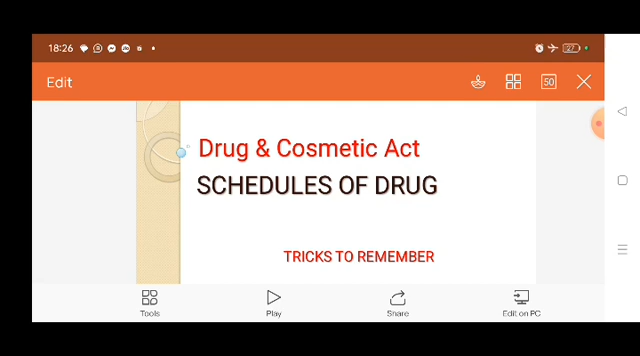 18:26
27
Edit
50
Drug & Cosmetic Act
SCHEDULES OF DRUG
TRICKS TO REMEMBER
Tools
Play
Share
Edit on PC